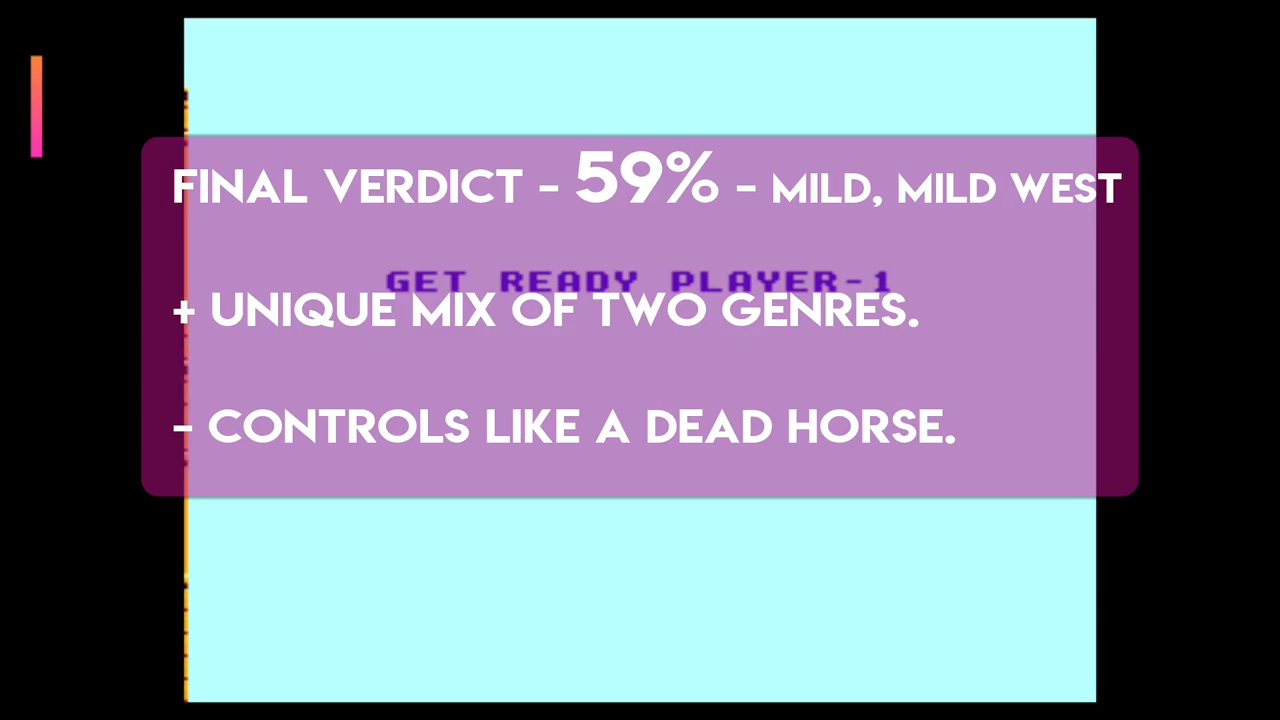 FINAL VERDICT - 59% - MILD, MILD WEST
GET READY PLAYER-1
+ UNIQUE MIX OF TWO GENRES.
- CONTROLS LIKE A DEAD HORSE.